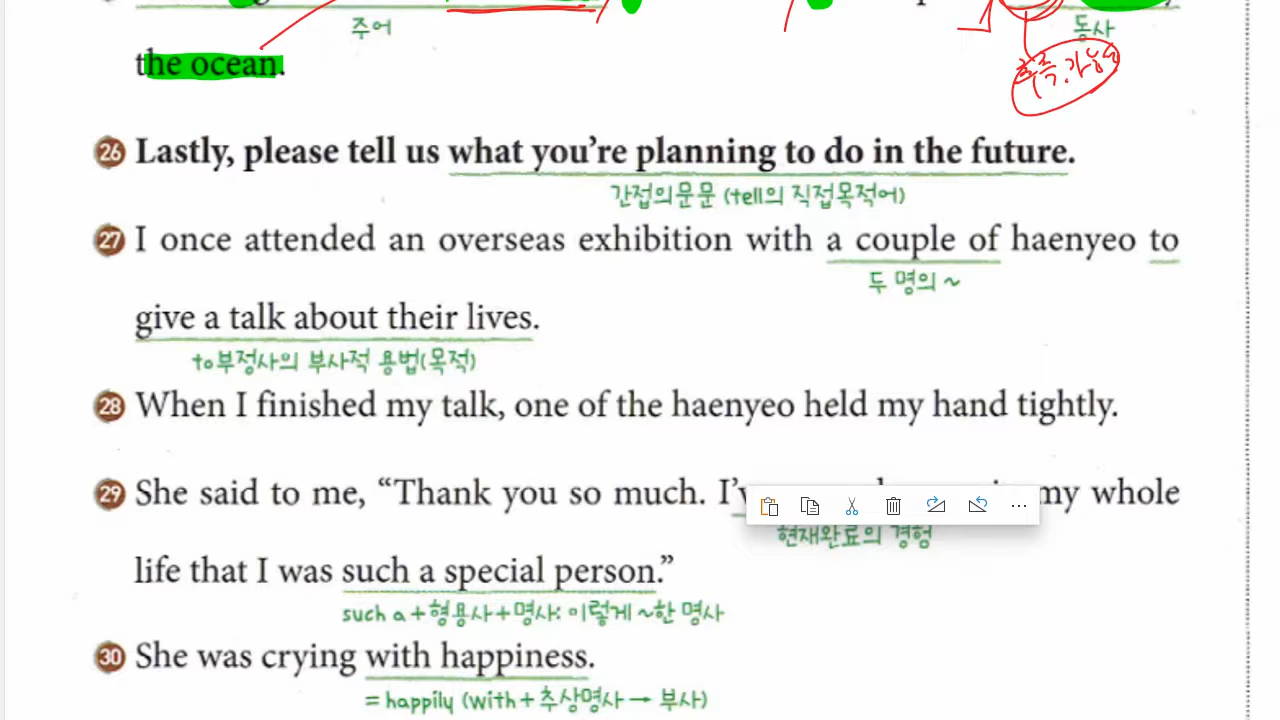 주어
동사
the ocean.
26 Lastly, please tell us what you're planning to do in the future.
간접의문문 (tell의 직접목적어)
27 I once attended an overseas exhibition with a couple of haenyeo to
두 명의 ~
give a talk about their lives.
to부정사의 부사적 용법(목적)
28 When I finished my talk, one of the haenyeo held my hand tightly.
29 She said to me, “Thank you so much. my whole
현재완료의 경험
life that I was such a special person.”
such a + 형용사 + 명사: 이렇게 ~한 명사
30 She was crying with happiness.
= happily (with + 추상명사 → 부사)